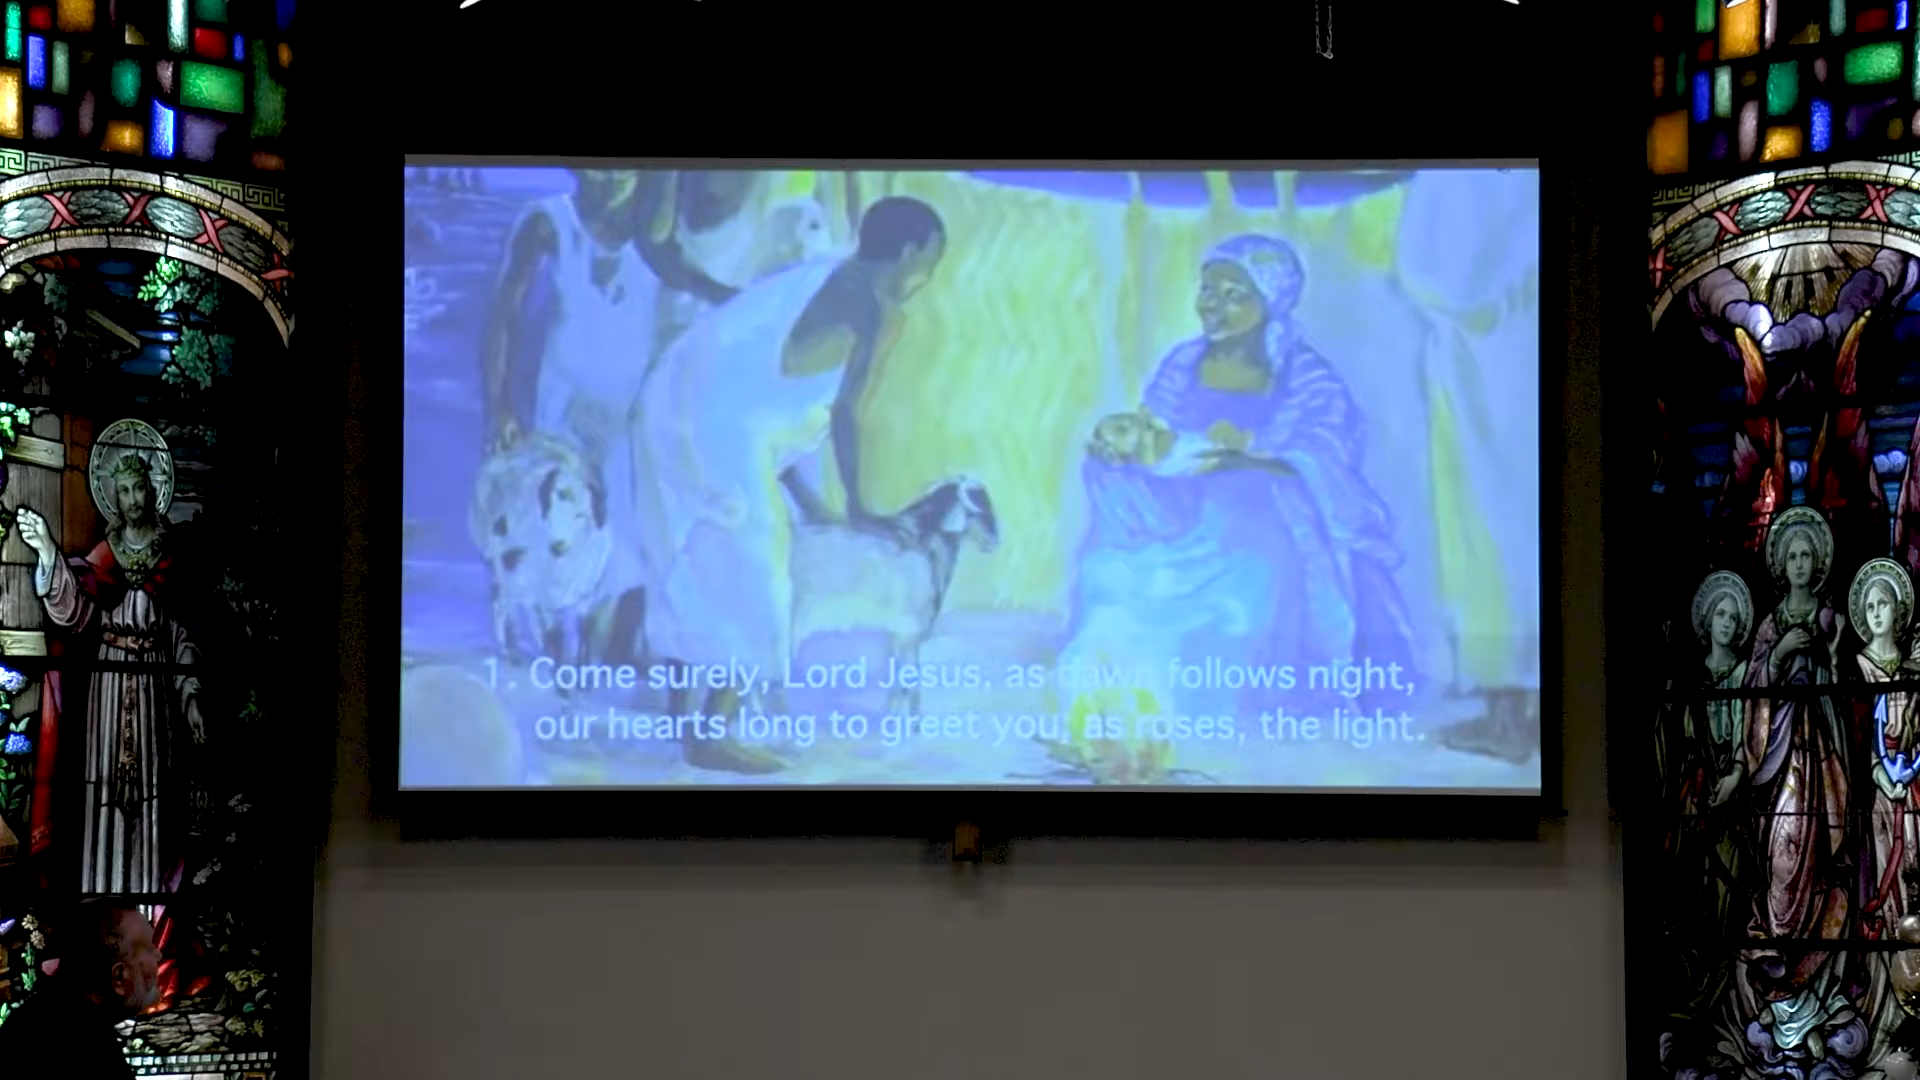 1. Come surely, Lord Jesus, as dawn follows night,
our hearts long to greet you, as roses, the light.